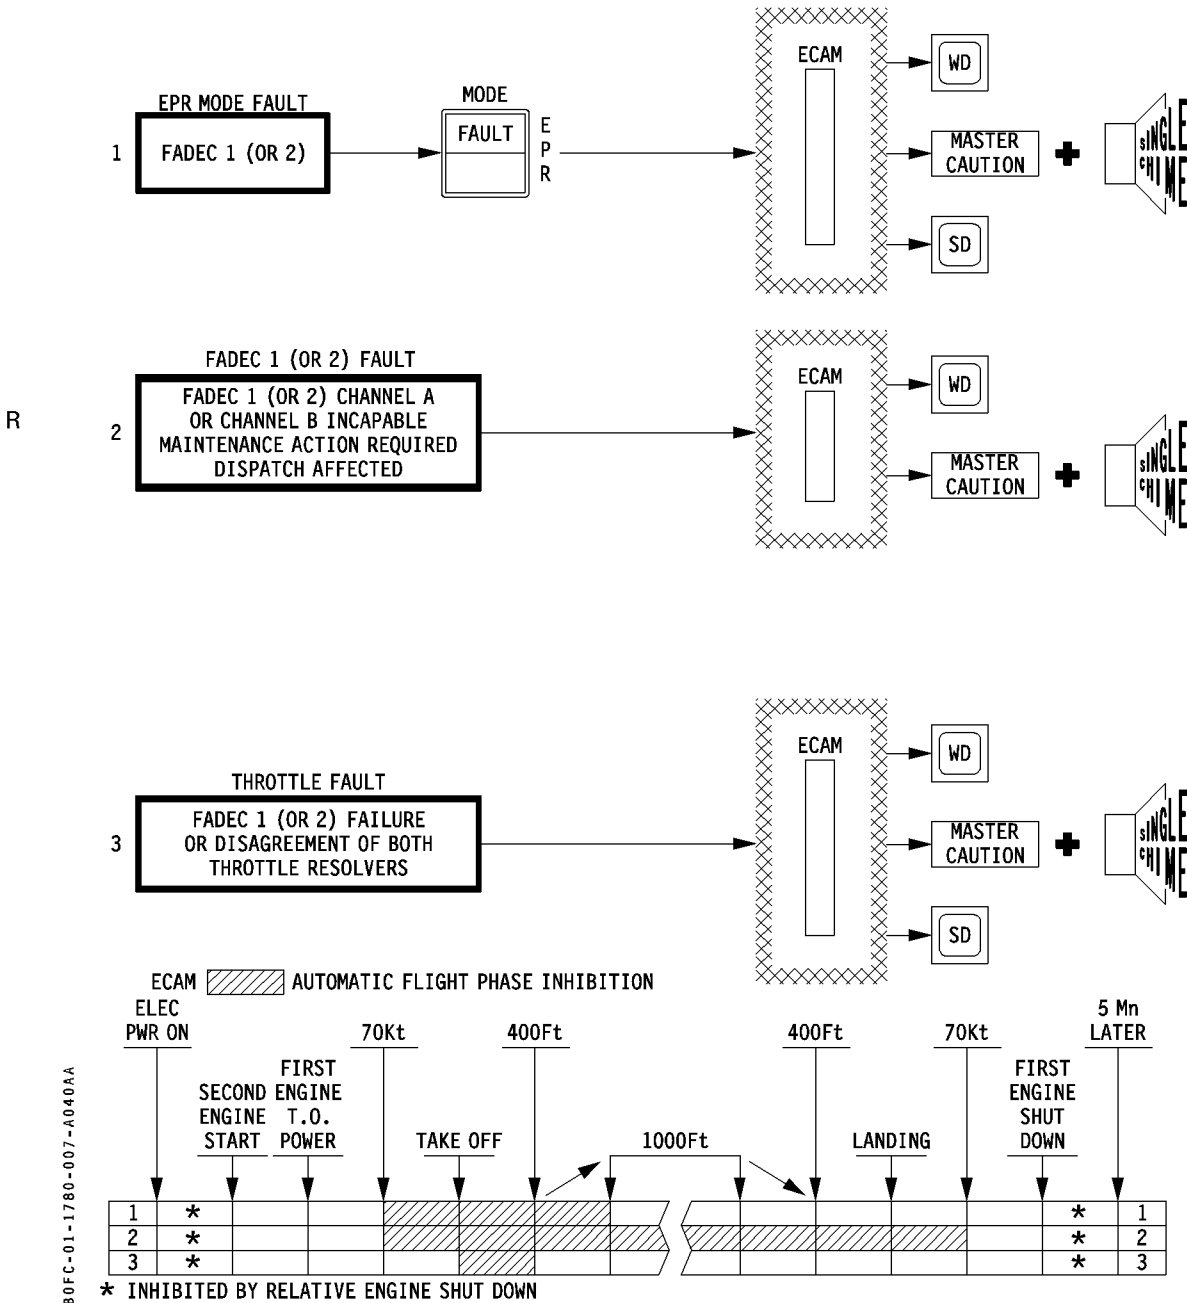 ECAM
WD
EPR MODE FAULT
MODE
1
FADEC 1 (OR 2)
FAULT
EPR
MASTER
CAUTION
SINGLE
CHIME
SD
FADEC 1 (OR 2) FAULT
ECAM
WD
R
2
FADEC 1 (OR 2) CHANNEL A
OR CHANNEL B INCAPABLE
MAINTENANCE ACTION REQUIRED
DISPATCH AFFECTED
MASTER
CAUTION
SINGLE
CHIME
ECAM
WD
THROTTLE FAULT
3
FADEC 1 (OR 2) FAILURE
OR DISAGREEMENT OF BOTH
THROTTLE RESOLVERS
MASTER
CAUTION
SINGLE
CHIME
SD
ECAM AUTOMATIC FLIGHT PHASE INHIBITION
ELEC
PWR ON
70Kt
400Ft
400Ft
70Kt
5 Mn
LATER
SECOND
ENGINE
START
FIRST
ENGINE
T.O.
POWER
TAKE OFF
1000Ft
LANDING
FIRST
ENGINE
SHUT
DOWN
1 * * 1
2 * * 2
3 * * 3
* INHIBITED BY RELATIVE ENGINE SHUT DOWN